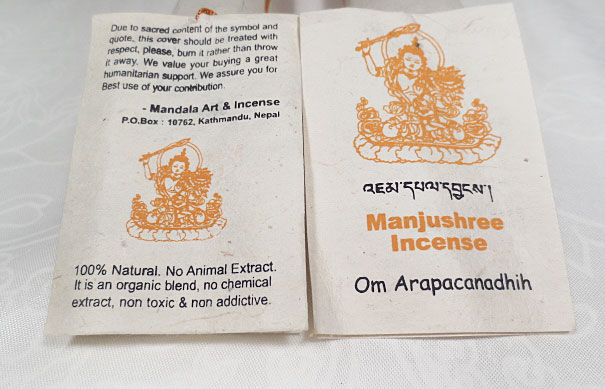 Due to sacred content of the symbol and
quote, this cover should be treated with
respect, please, burn it rather than throw
it away. We value your buying a great
humanitarian support. We assure you for
Best use of your contribution.
- Mandala Art & Incense
P.O.Box : 10762, Kathmandu, Nepal
100% Natural. No Animal Extract.
It is an organic blend, no chemical
extract, non toxic & non addictive.
འཇམ་དཔལ་དབྱངས།
Manjushree
Incense
Om Arapacanadhih